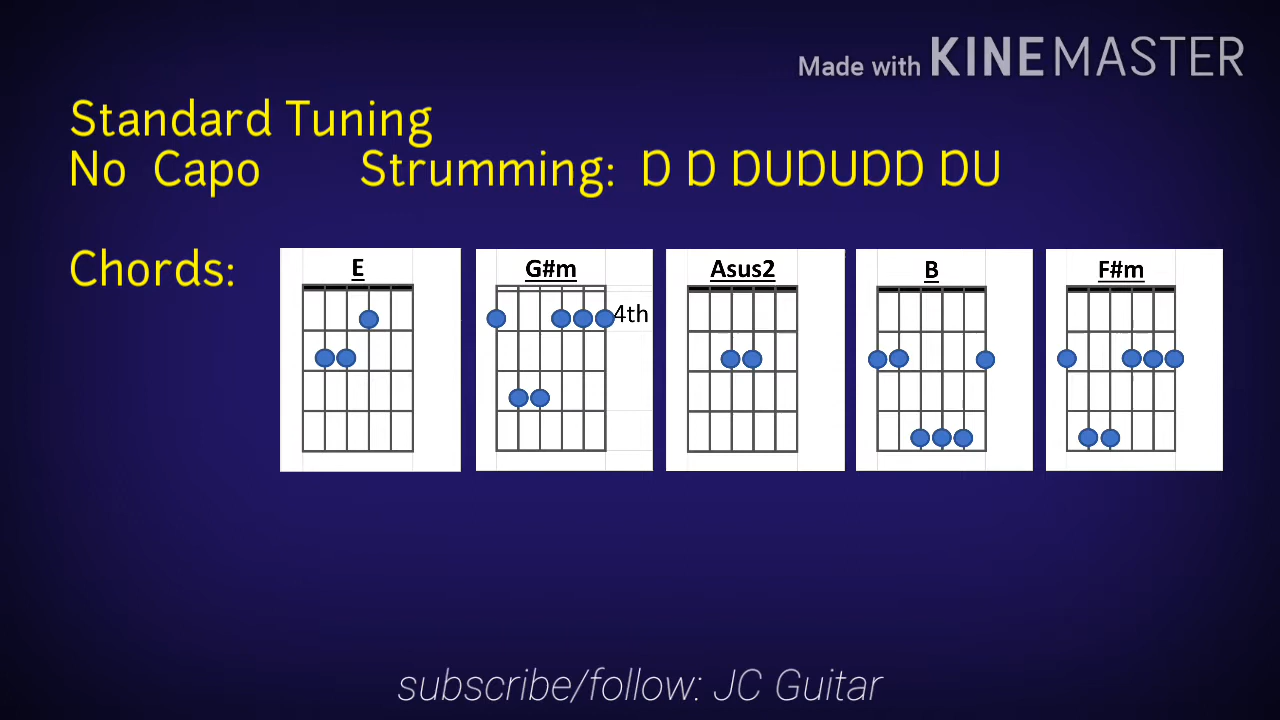 Made with KINEMASTER
Standard Tuning
No Capo Strumming: D D DUDUDD DU
Chords:
E G#m Asus2 B F#m
4th
subscribe/follow: JC Guitar